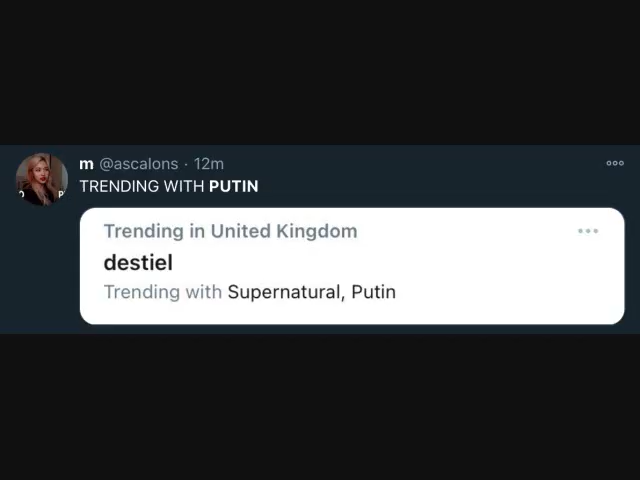 m @ascalons · 12m
TRENDING WITH PUTIN
Trending in United Kingdom
destiel
Trending with Supernatural, Putin